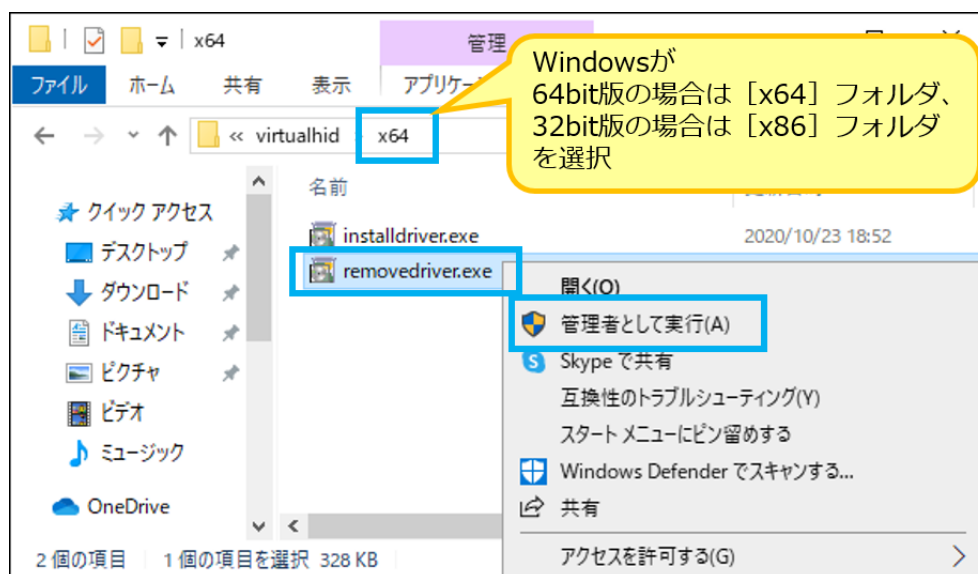 x64
管理
ファイル
ホーム
共有
表示
Windowsが
64bit版の場合は［x64］フォルダ、
32bit版の場合は［x86］フォルダ
を選択
« virtualhid
x64
名前
クイック アクセス
デスクトップ
ダウンロード
ドキュメント
ピクチャ
ビデオ
ミュージック
OneDrive
installdriver.exe
2020/10/23 18:52
removedriver.exe
開く(O)
管理者として実行(A)
Skype で共有
互換性のトラブルシューティング(Y)
スタート メニューにピン留めする
Windows Defender でスキャンする...
共有
アクセスを許可する(G)
2 個の項目
1 個の項目を選択 328 KB